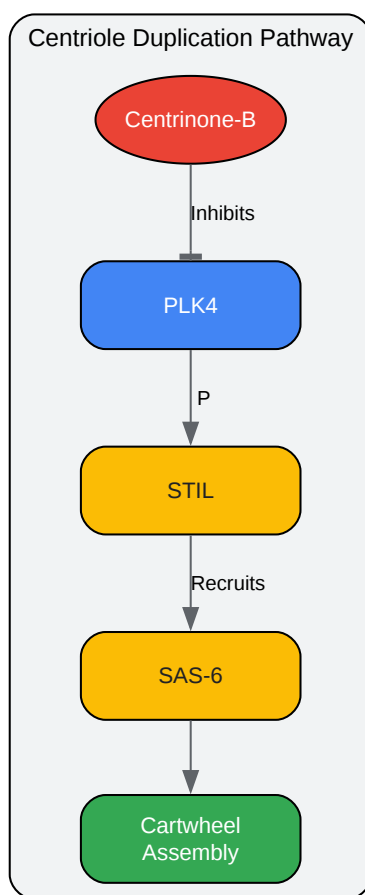 Centriole Duplication Pathway
Centrinone-B
Inhibits
PLK4
P
STIL
Recruits
SAS-6
Cartwheel
Assembly